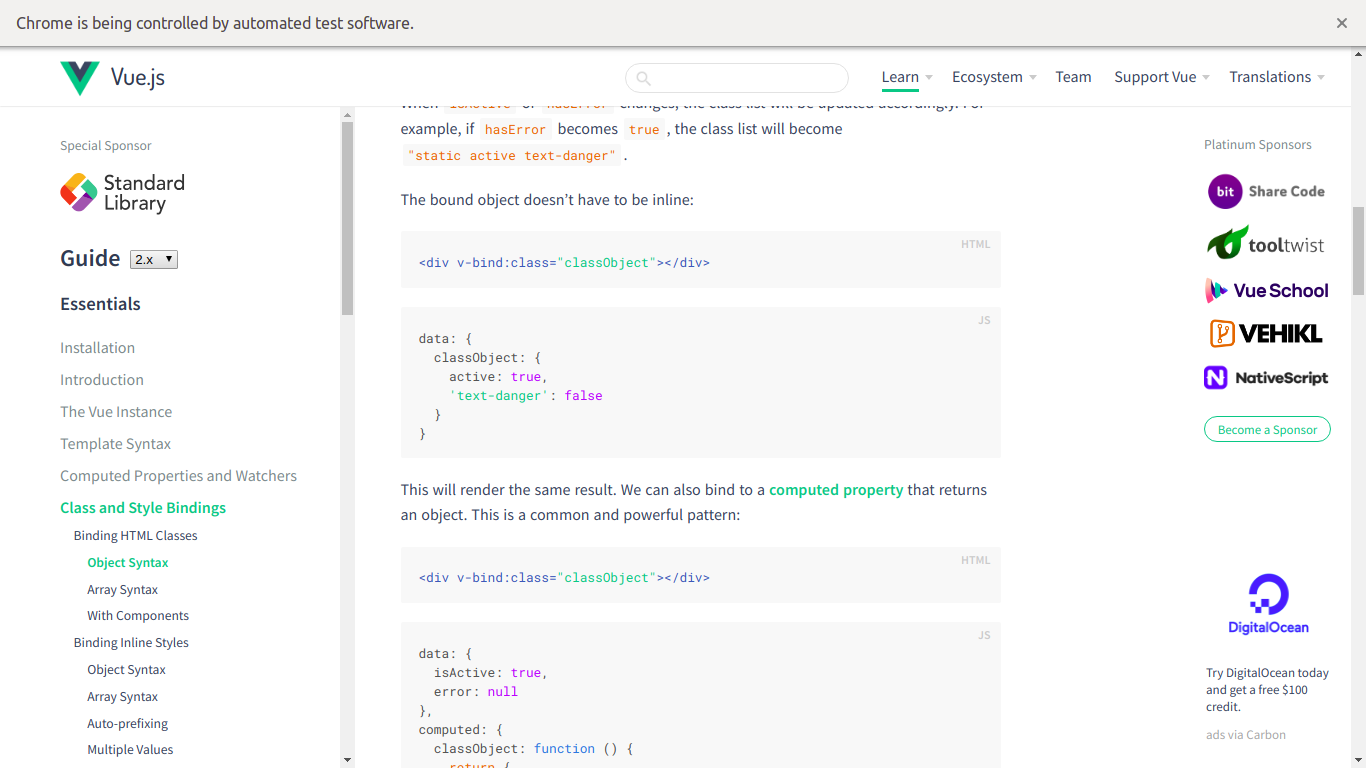 Chrome is being controlled by automated test software.
Vue.js
Learn
Ecosystem
Team
Support Vue
Translations
Special Sponsor
Standard
Library
Guide
2.x
Essentials
Installation
Introduction
The Vue Instance
Template Syntax
Computed Properties and Watchers
Class and Style Bindings
Binding HTML Classes
Object Syntax
Array Syntax
With Components
Binding Inline Styles
Object Syntax
Array Syntax
Auto-prefixing
Multiple Values
When isActive or hasError changes, the class list will be updated accordingly. For
example, if hasError becomes true , the class list will become
"static active text-danger" .
The bound object doesn’t have to be inline:
HTML
<div v-bind:class="classObject"></div>
JS
data: {
classObject: {
active: true,
'text-danger': false
}
}
This will render the same result. We can also bind to a computed property that returns
an object. This is a common and powerful pattern:
HTML
<div v-bind:class="classObject"></div>
JS
data: {
isActive: true,
error: null
},
computed: {
classObject: function () {
return {
Platinum Sponsors
bit Share Code
tooltwist
Vue School
VEHIKL
NativeScript
Become a Sponsor
DigitalOcean
Try DigitalOcean today
and get a free $100
credit.
ads via Carbon